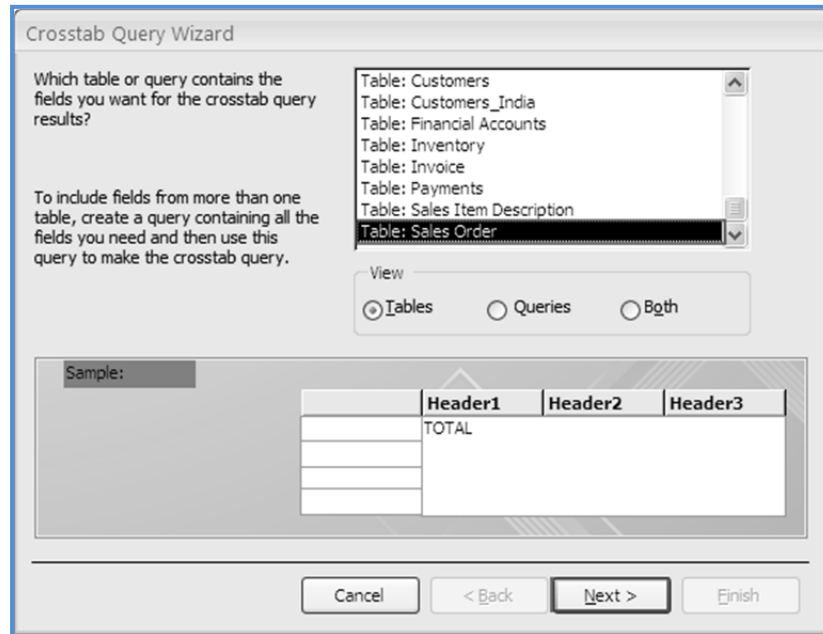 Crosstab Query Wizard
Which table or query contains the
fields you want for the crosstab query
results?
To include fields from more than one
table, create a query containing all the
fields you need and then use this
query to make the crosstab query.
Table: Customers
Table: Customers_India
Table: Financial Accounts
Table: Inventory
Table: Invoice
Table: Payments
Table: Sales Item Description
Table: Sales Order
View
Tables
Queries
Both
Sample:
Header1 Header2 Header3
TOTAL
Cancel
< Back
Next >
Finish